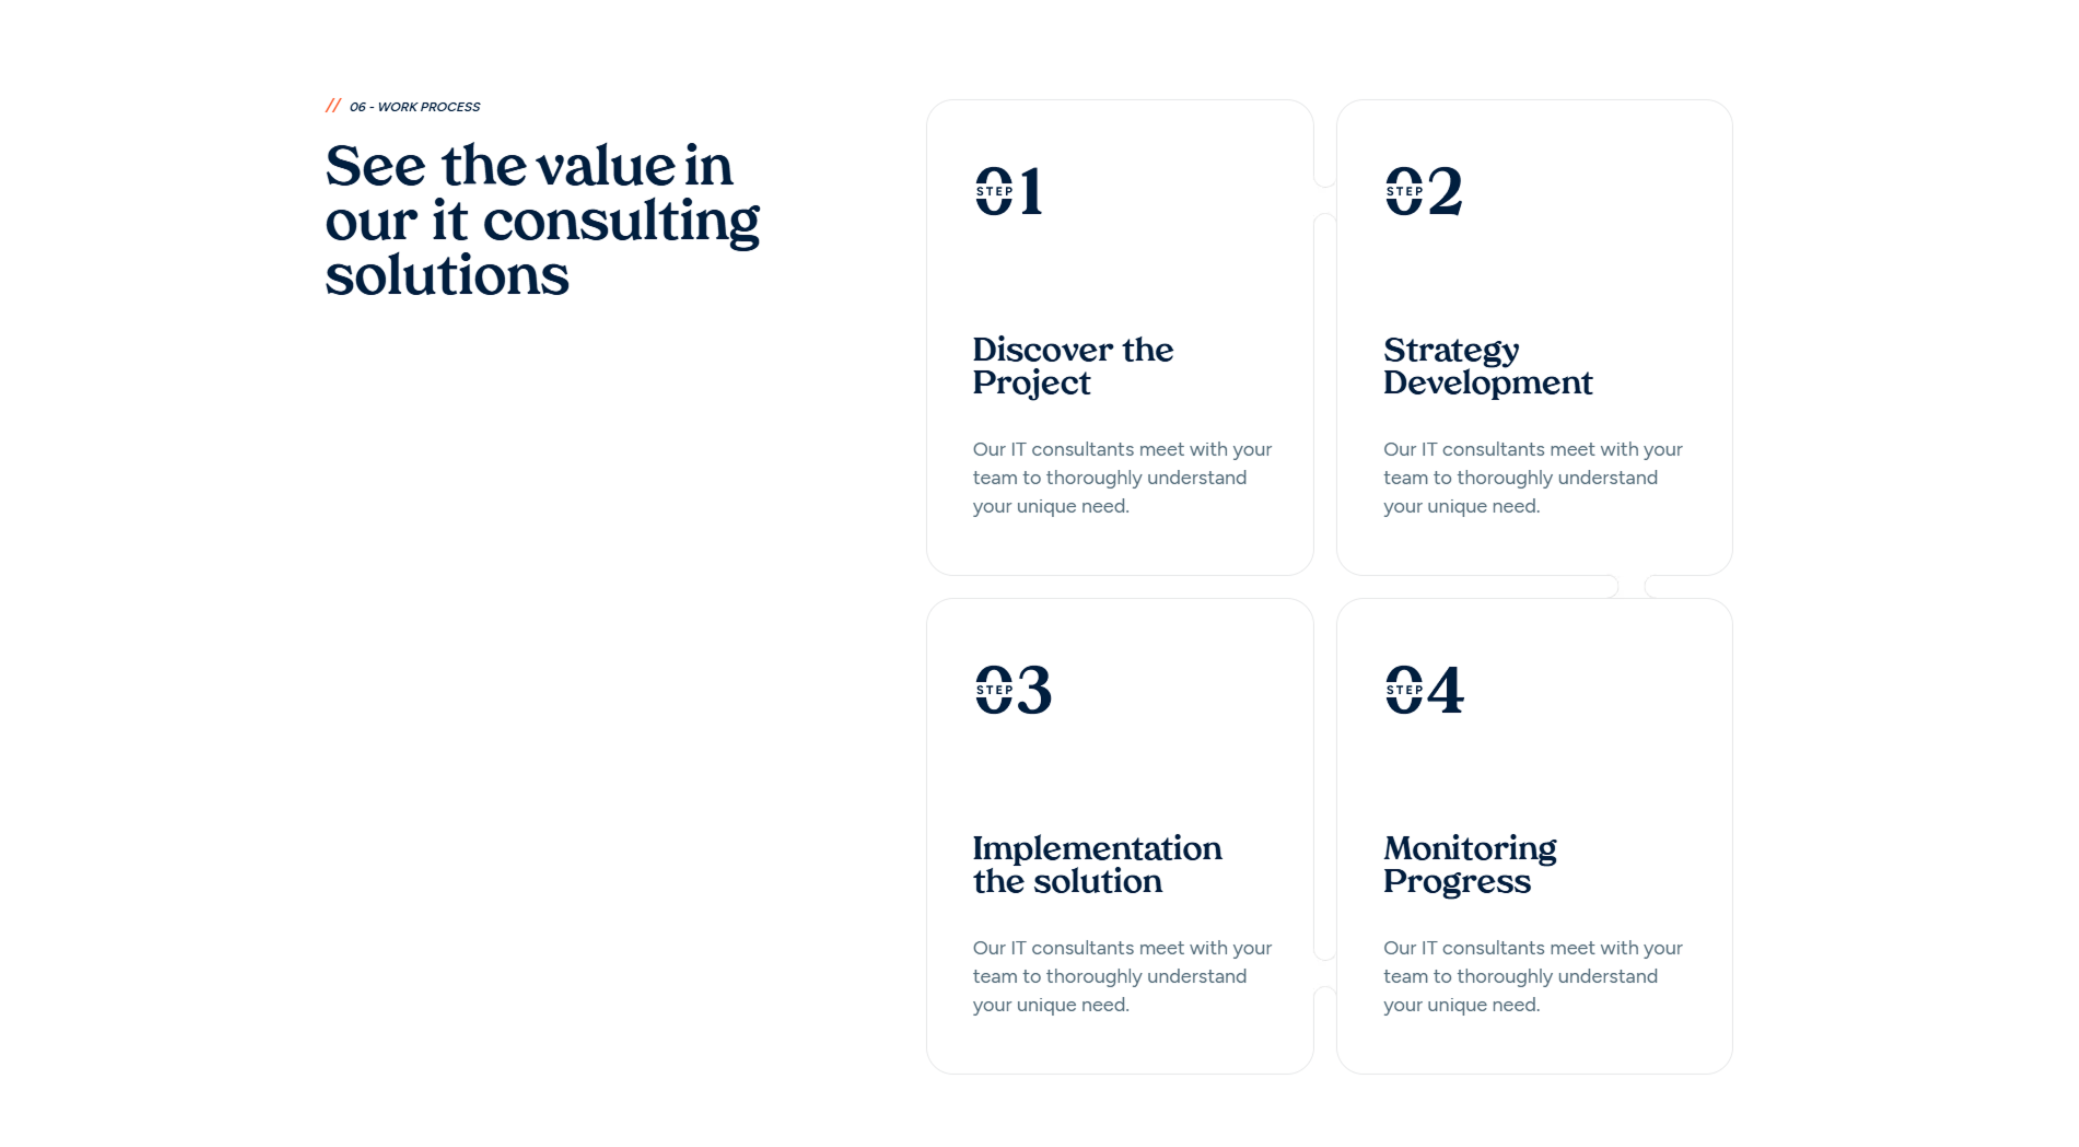 // 06 - WORK PROCESS
See the value in
our it consulting
solutions
01
STEP
Discover the
Project
Our IT consultants meet with your
team to thoroughly understand
your unique need.
02
STEP
Strategy
Development
Our IT consultants meet with your
team to thoroughly understand
your unique need.
03
STEP
Implementation
the solution
Our IT consultants meet with your
team to thoroughly understand
your unique need.
04
STEP
Monitoring
Progress
Our IT consultants meet with your
team to thoroughly understand
your unique need.